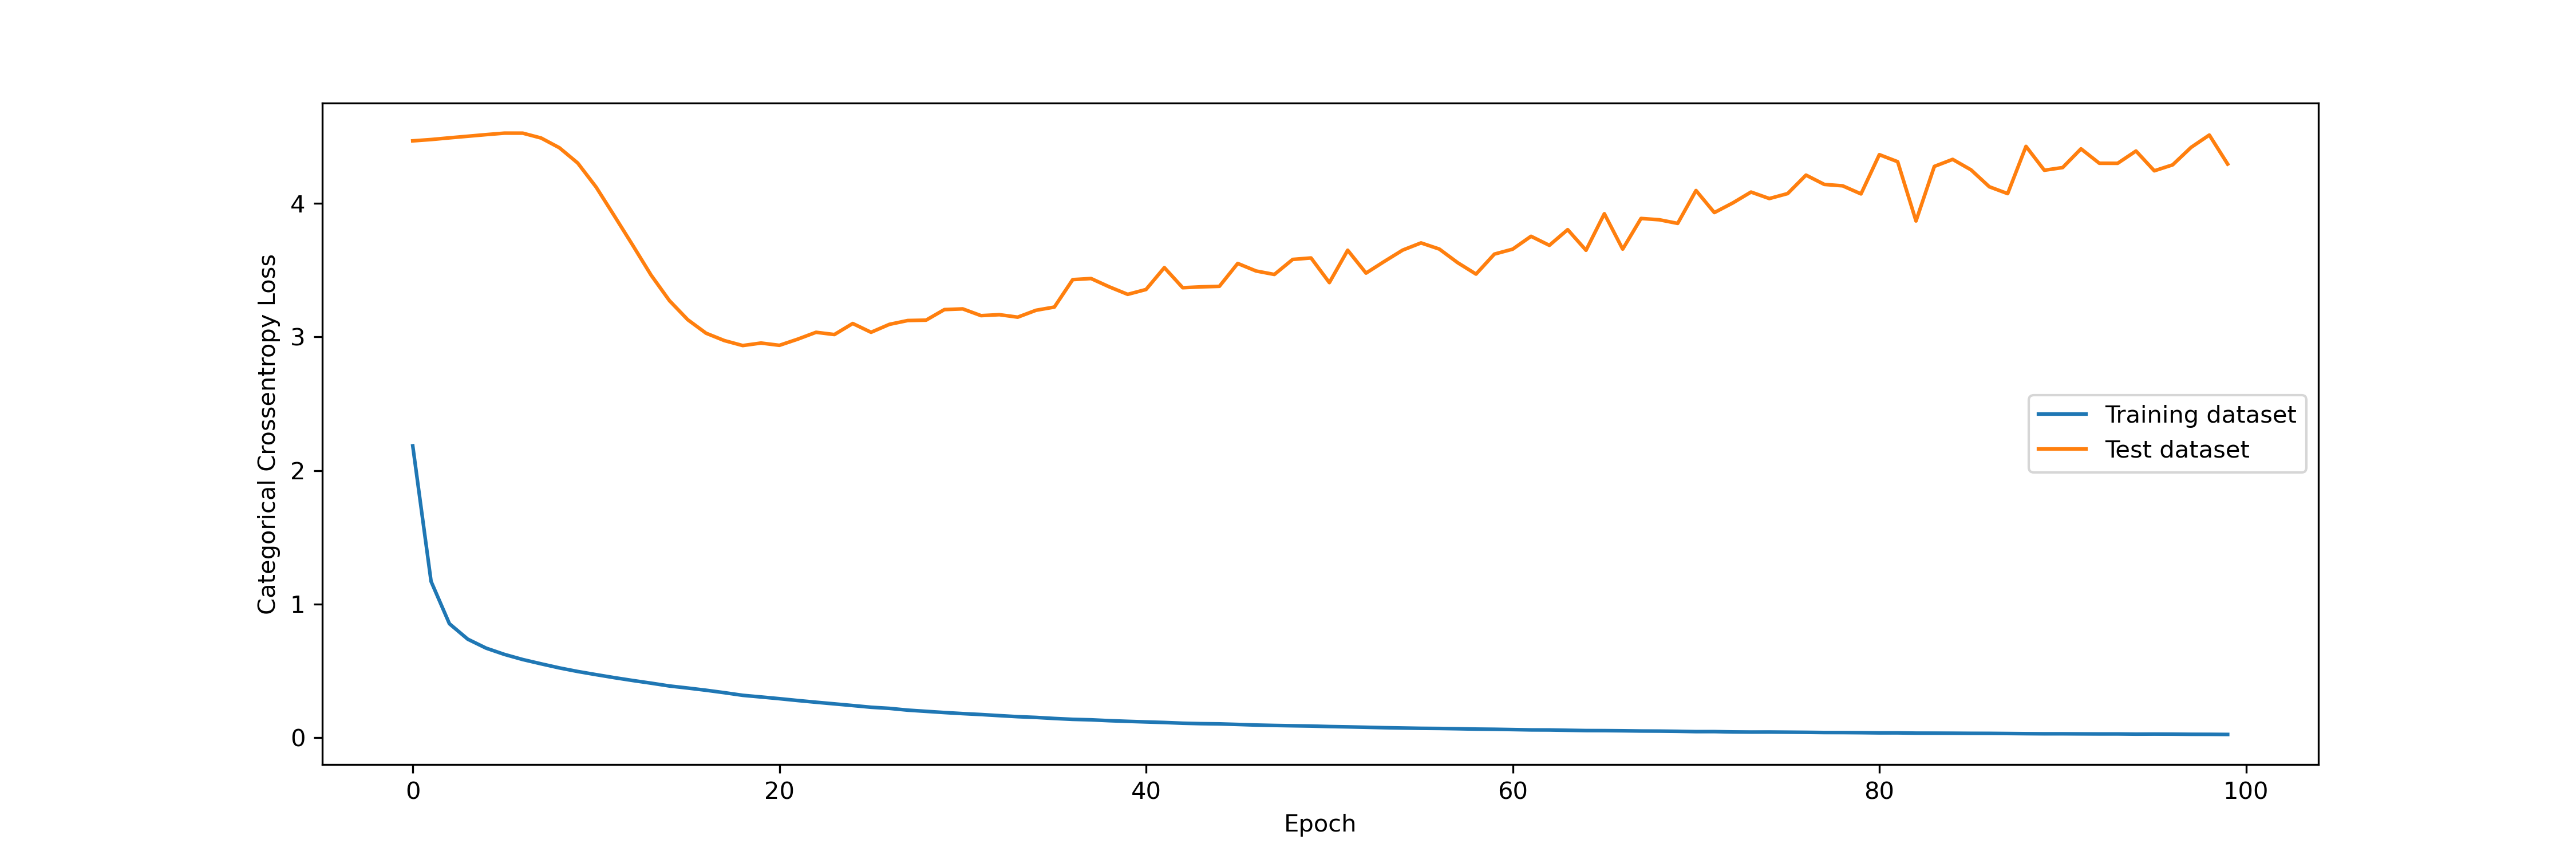 Categorical Crossentropy Loss
4
3
2
1
0
Training dataset
Test dataset
0 20 40 60 80 100
Epoch